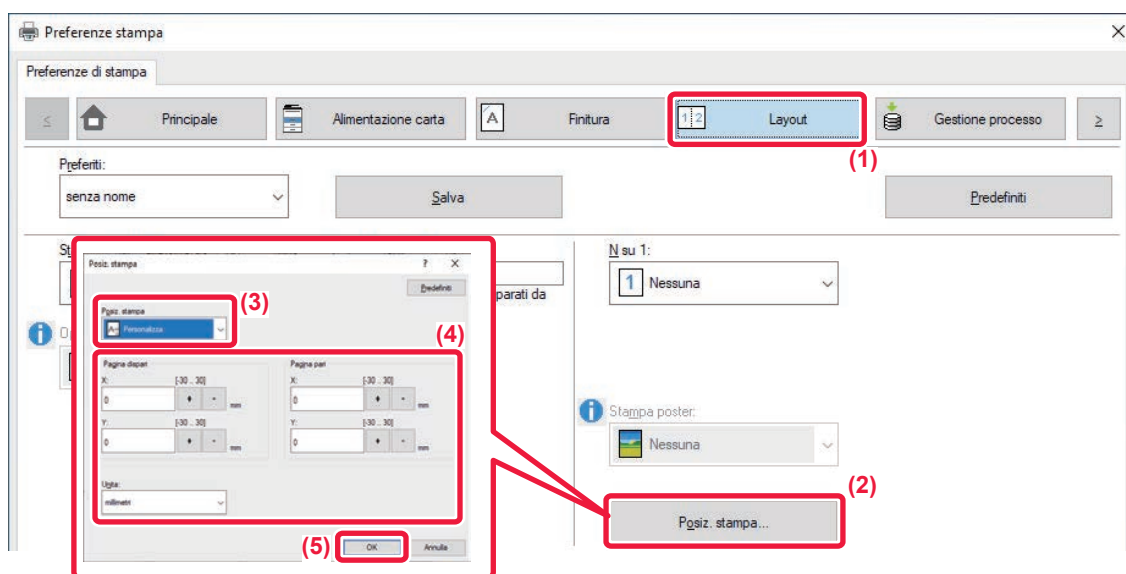 Preferenze stampa
Preferenze di stampa
Principale
Alimentazione carta
Finitura
Layout
Gestione processo
(1)
Preferiti:
senza nome
Salva
Predefiniti
Posiz. stampa
Predefiniti
(3)
Posiz. stampa
Personalizza
(4)
Pagine dispari
Pagina pari
X: [-30 .. 30]
X: [-30 .. 30]
0 + - mm
0 + - mm
Y: [-30 .. 30]
Y: [-30 .. 30]
0 + - mm
0 + - mm
Unità:
millimetri
(5)
OK
Annulla
parati da
N su 1:
1 Nessuna
Stampa poster:
Nessuna
(2)
Posiz. stampa...